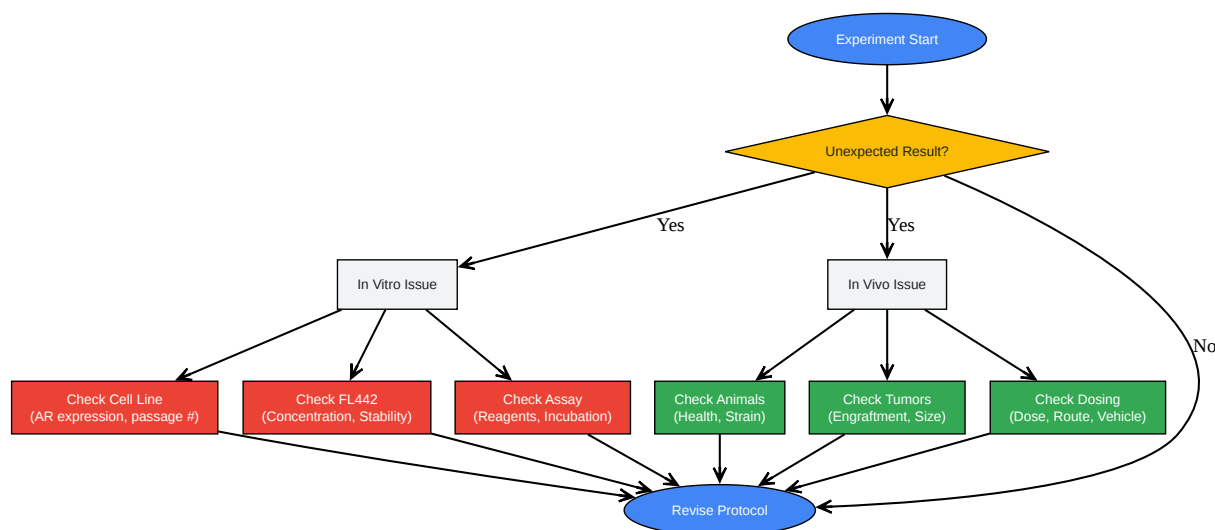 Experiment Start
Unexpected Result?
Yes
Yes
In Vitro Issue
In Vivo Issue
No
Check Cell Line
(AR expression, passage #)
Check FL442
(Concentration, Stability)
Check Assay
(Reagents, Incubation)
Check Animals
(Health, Strain)
Check Tumors
(Engraftment, Size)
Check Dosing
(Dose, Route, Vehicle)
Revise Protocol